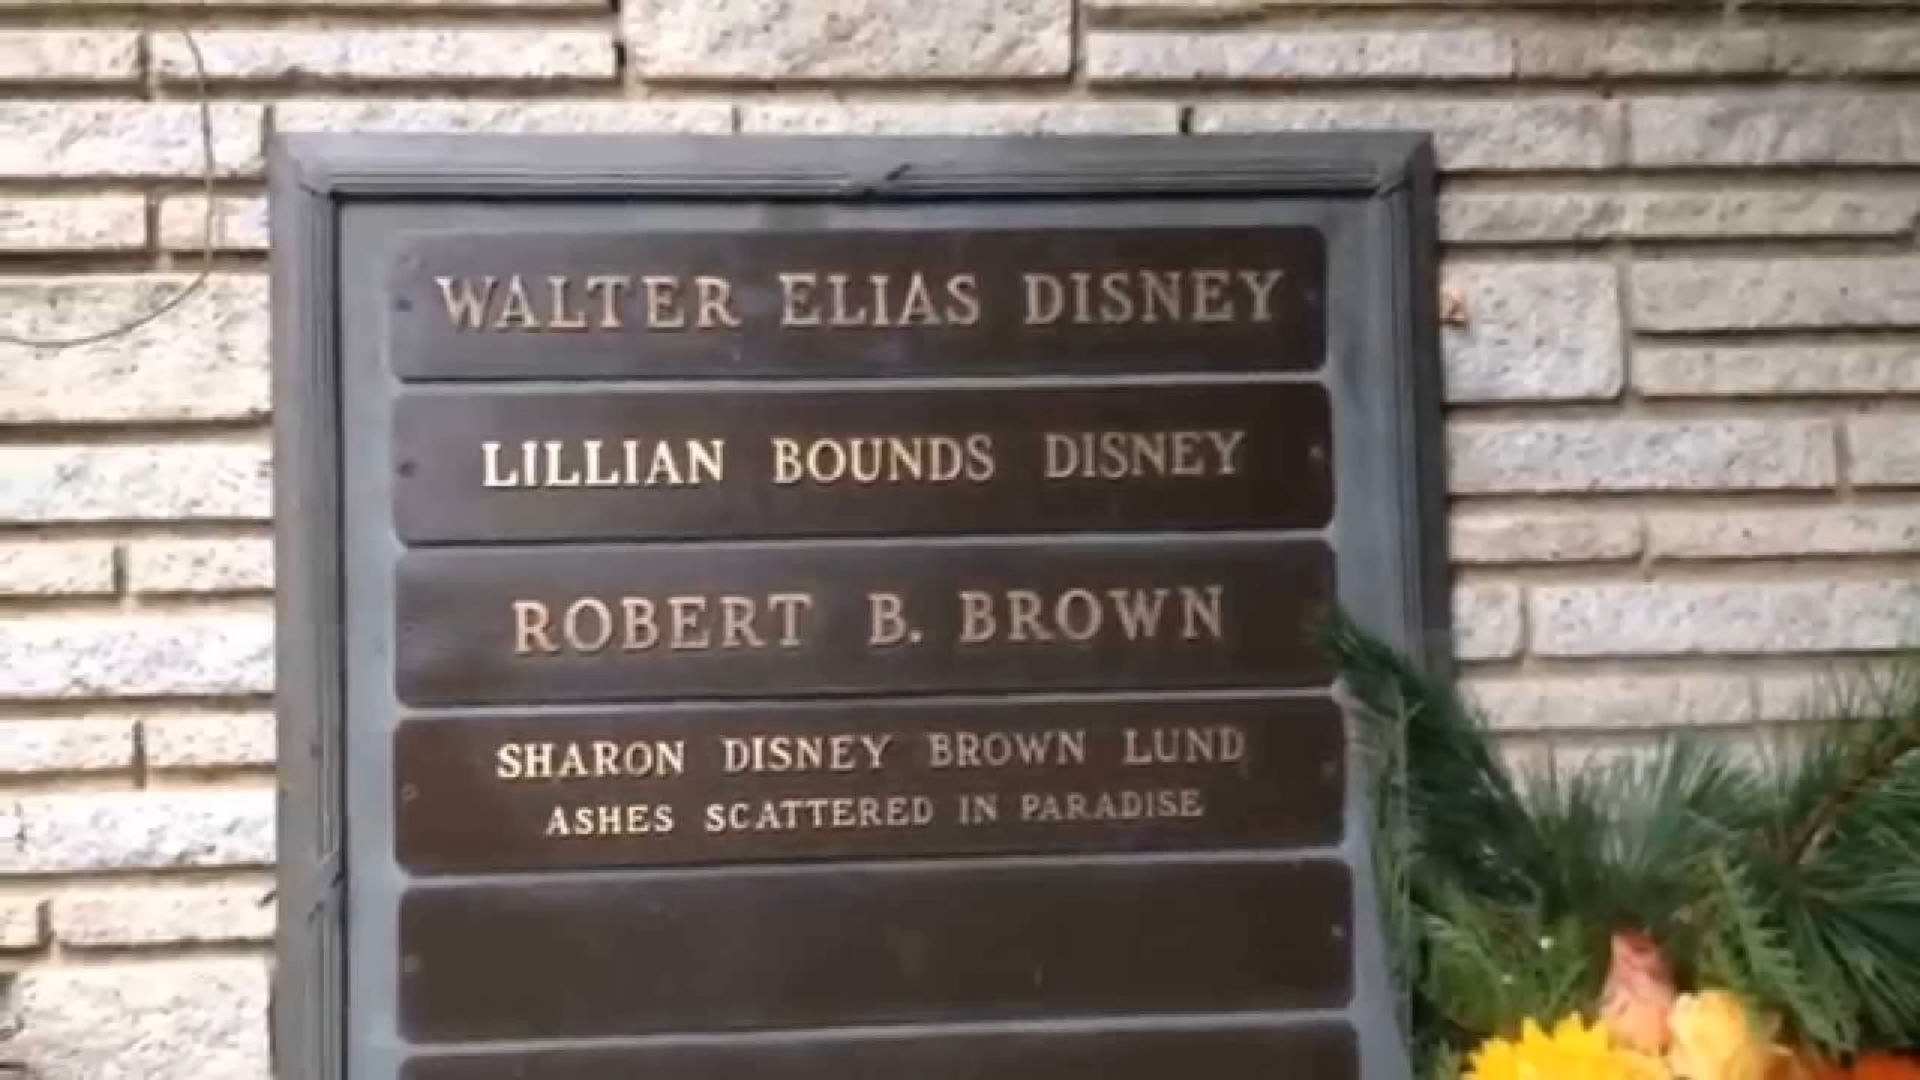 WALTER ELIAS DISNEY
LILLIAN BOUNDS DISNEY
ROBERT B. BROWN
SHARON DISNEY BROWN LUND
ASHES SCATTERED IN PARADISE